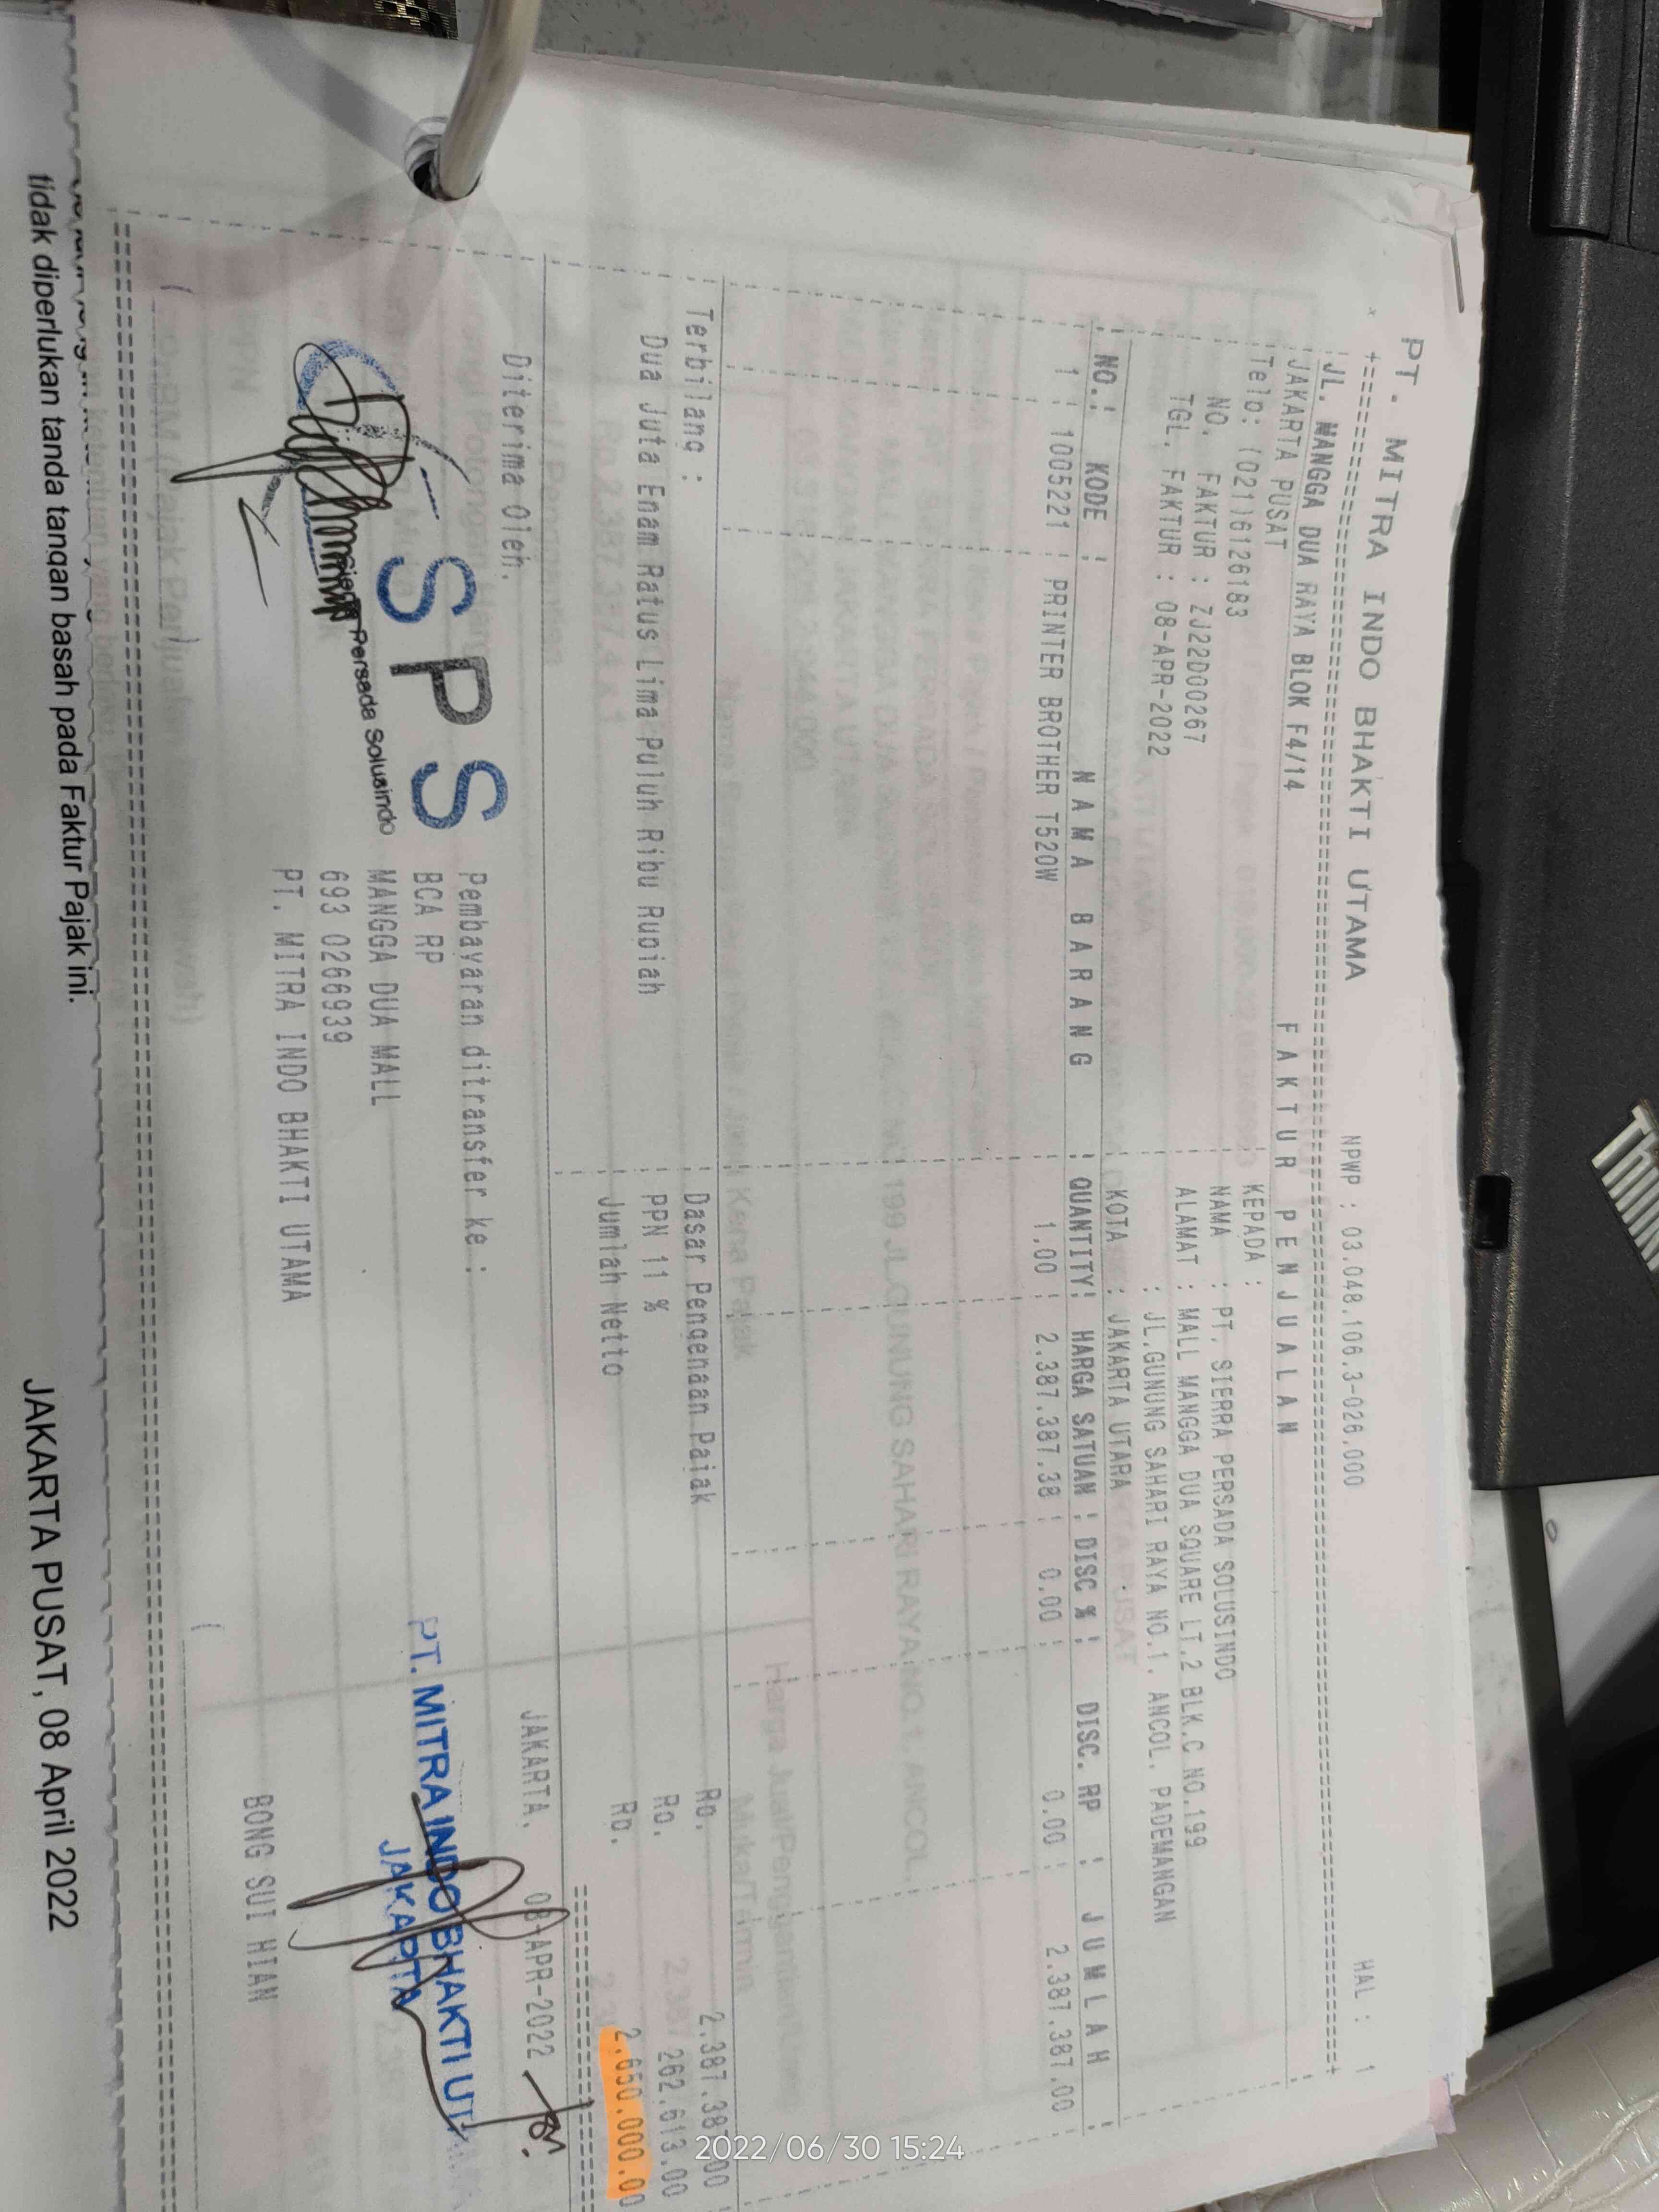 PT. MITRA INDO BHAKTI UTAMA
NPWP : 03.048.106.3-026.000
HAL : 1
JL. MANGGA DUA RAYA BLOK F4/14
F A K T U R P E N J U A L A N
JAKARTA PUSAT
Telp: (021)6126183
NO. FAKTUR : ZJ22D00267
TGL. FAKTUR : 08-APR-2022
KEPADA :
NAMA : PT. SIERRA PERSADA SOLUSINDO
ALAMAT : MALL MANGGA DUA SQUARE LT.2 BLK.C NO.199
: JL.GUNUNG SAHARI RAYA NO.1. ANCOL. PADEMANGAN
KOTA : JAKARTA UTARA
NO. KODE N A M A B A R A N G QUANTITY HARGA SATUAN DISC % DISC. RP J U M L A H
1 1005221 PRINTER BROTHER T520W 1.00 2.387.387.38 0.00 0.00 2.387.387.00
Terbilang :
Dua Juta Enam Ratus Lima Puluh Ribu Rupiah
Dasar Pengenaan Pajak Rp. 2.387.387.00
PPN 11 % Rp. 262.613.00
Jumlah Netto Rp. 2.650.000.00
Diterima Oleh.
SPS
Persada Solusindo
Pembayaran ditransfer ke :
BCA RP
MANGGA DUA MALL
693 0266939
PT. MITRA INDO BHAKTI UTAMA
JAKARTA. 08-APR-2022
PT. MITRA INDO BHAKTI UTAMA
JAKARTA
BONG SUI HIAN
tidak diperlukan tanda tangan basah pada Faktur Pajak ini.
JAKARTA PUSAT, 08 April 2022
2022/06/30 15:24